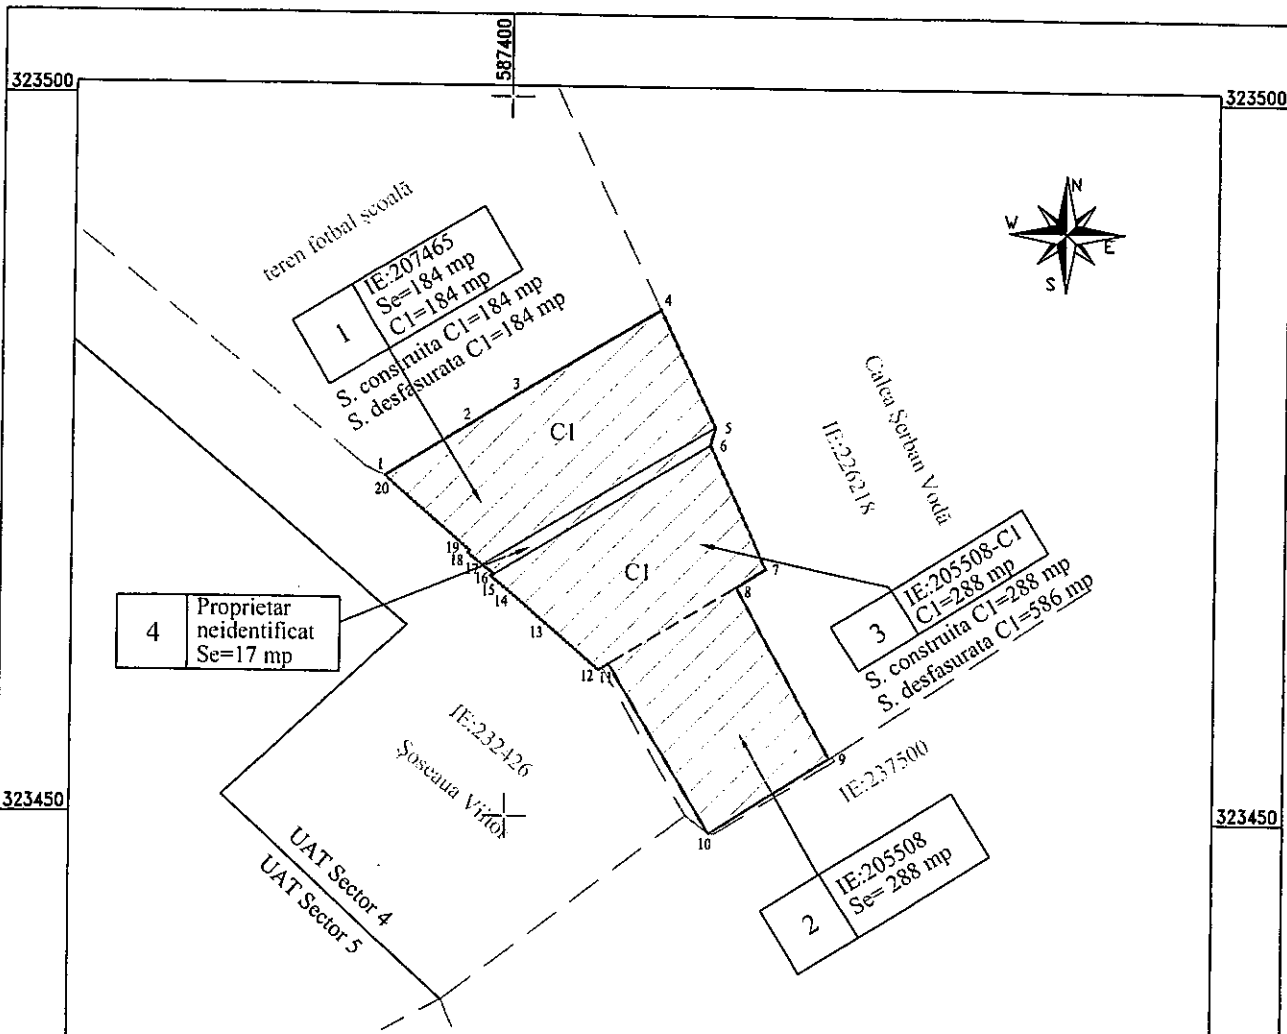 587400
323500
323500
N
W
E
S
teren fotbal școală
1
IE:207465
Se=184 mp
C1=184 mp
S. construita C1=184 mp
S. desfasurata C1=184 mp
4
3
2
C1
5
6
1
20
Calea Șerban Vodă
IE:226218
19
18
17
16
15
14
C1
7
8
13
12
11
3
IE:205508-C1
C1=288 mp
S. construita C1=288 mp
S. desfasurata C1=586 mp
4
Proprietar
neidentificat
Se=17 mp
IE:232426
Șoseaua Viilor
9
IE:237500
10
323450
323450
UAT Sector 4
UAT Sector 5
2
IE:205508
Se= 288 mp